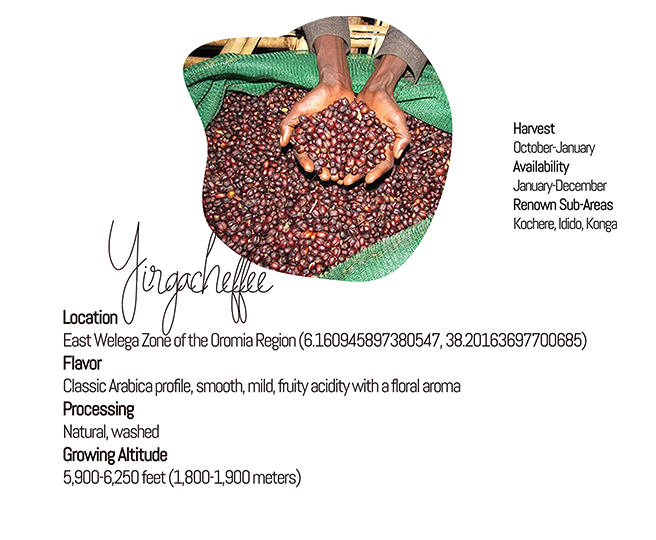 Harvest
October-January
Availability
January-December
Renown Sub-Areas
Kochere, Idido, Konga
Yirgacheffee
Location
East Welega Zone of the Oromia Region (6.160945897380547, 38.20163697700685)
Flavor
Classic Arabica profile, smooth, mild, fruity acidity with a floral aroma
Processing
Natural, washed
Growing Altitude
5,900-6,250 feet (1,800-1,900 meters)